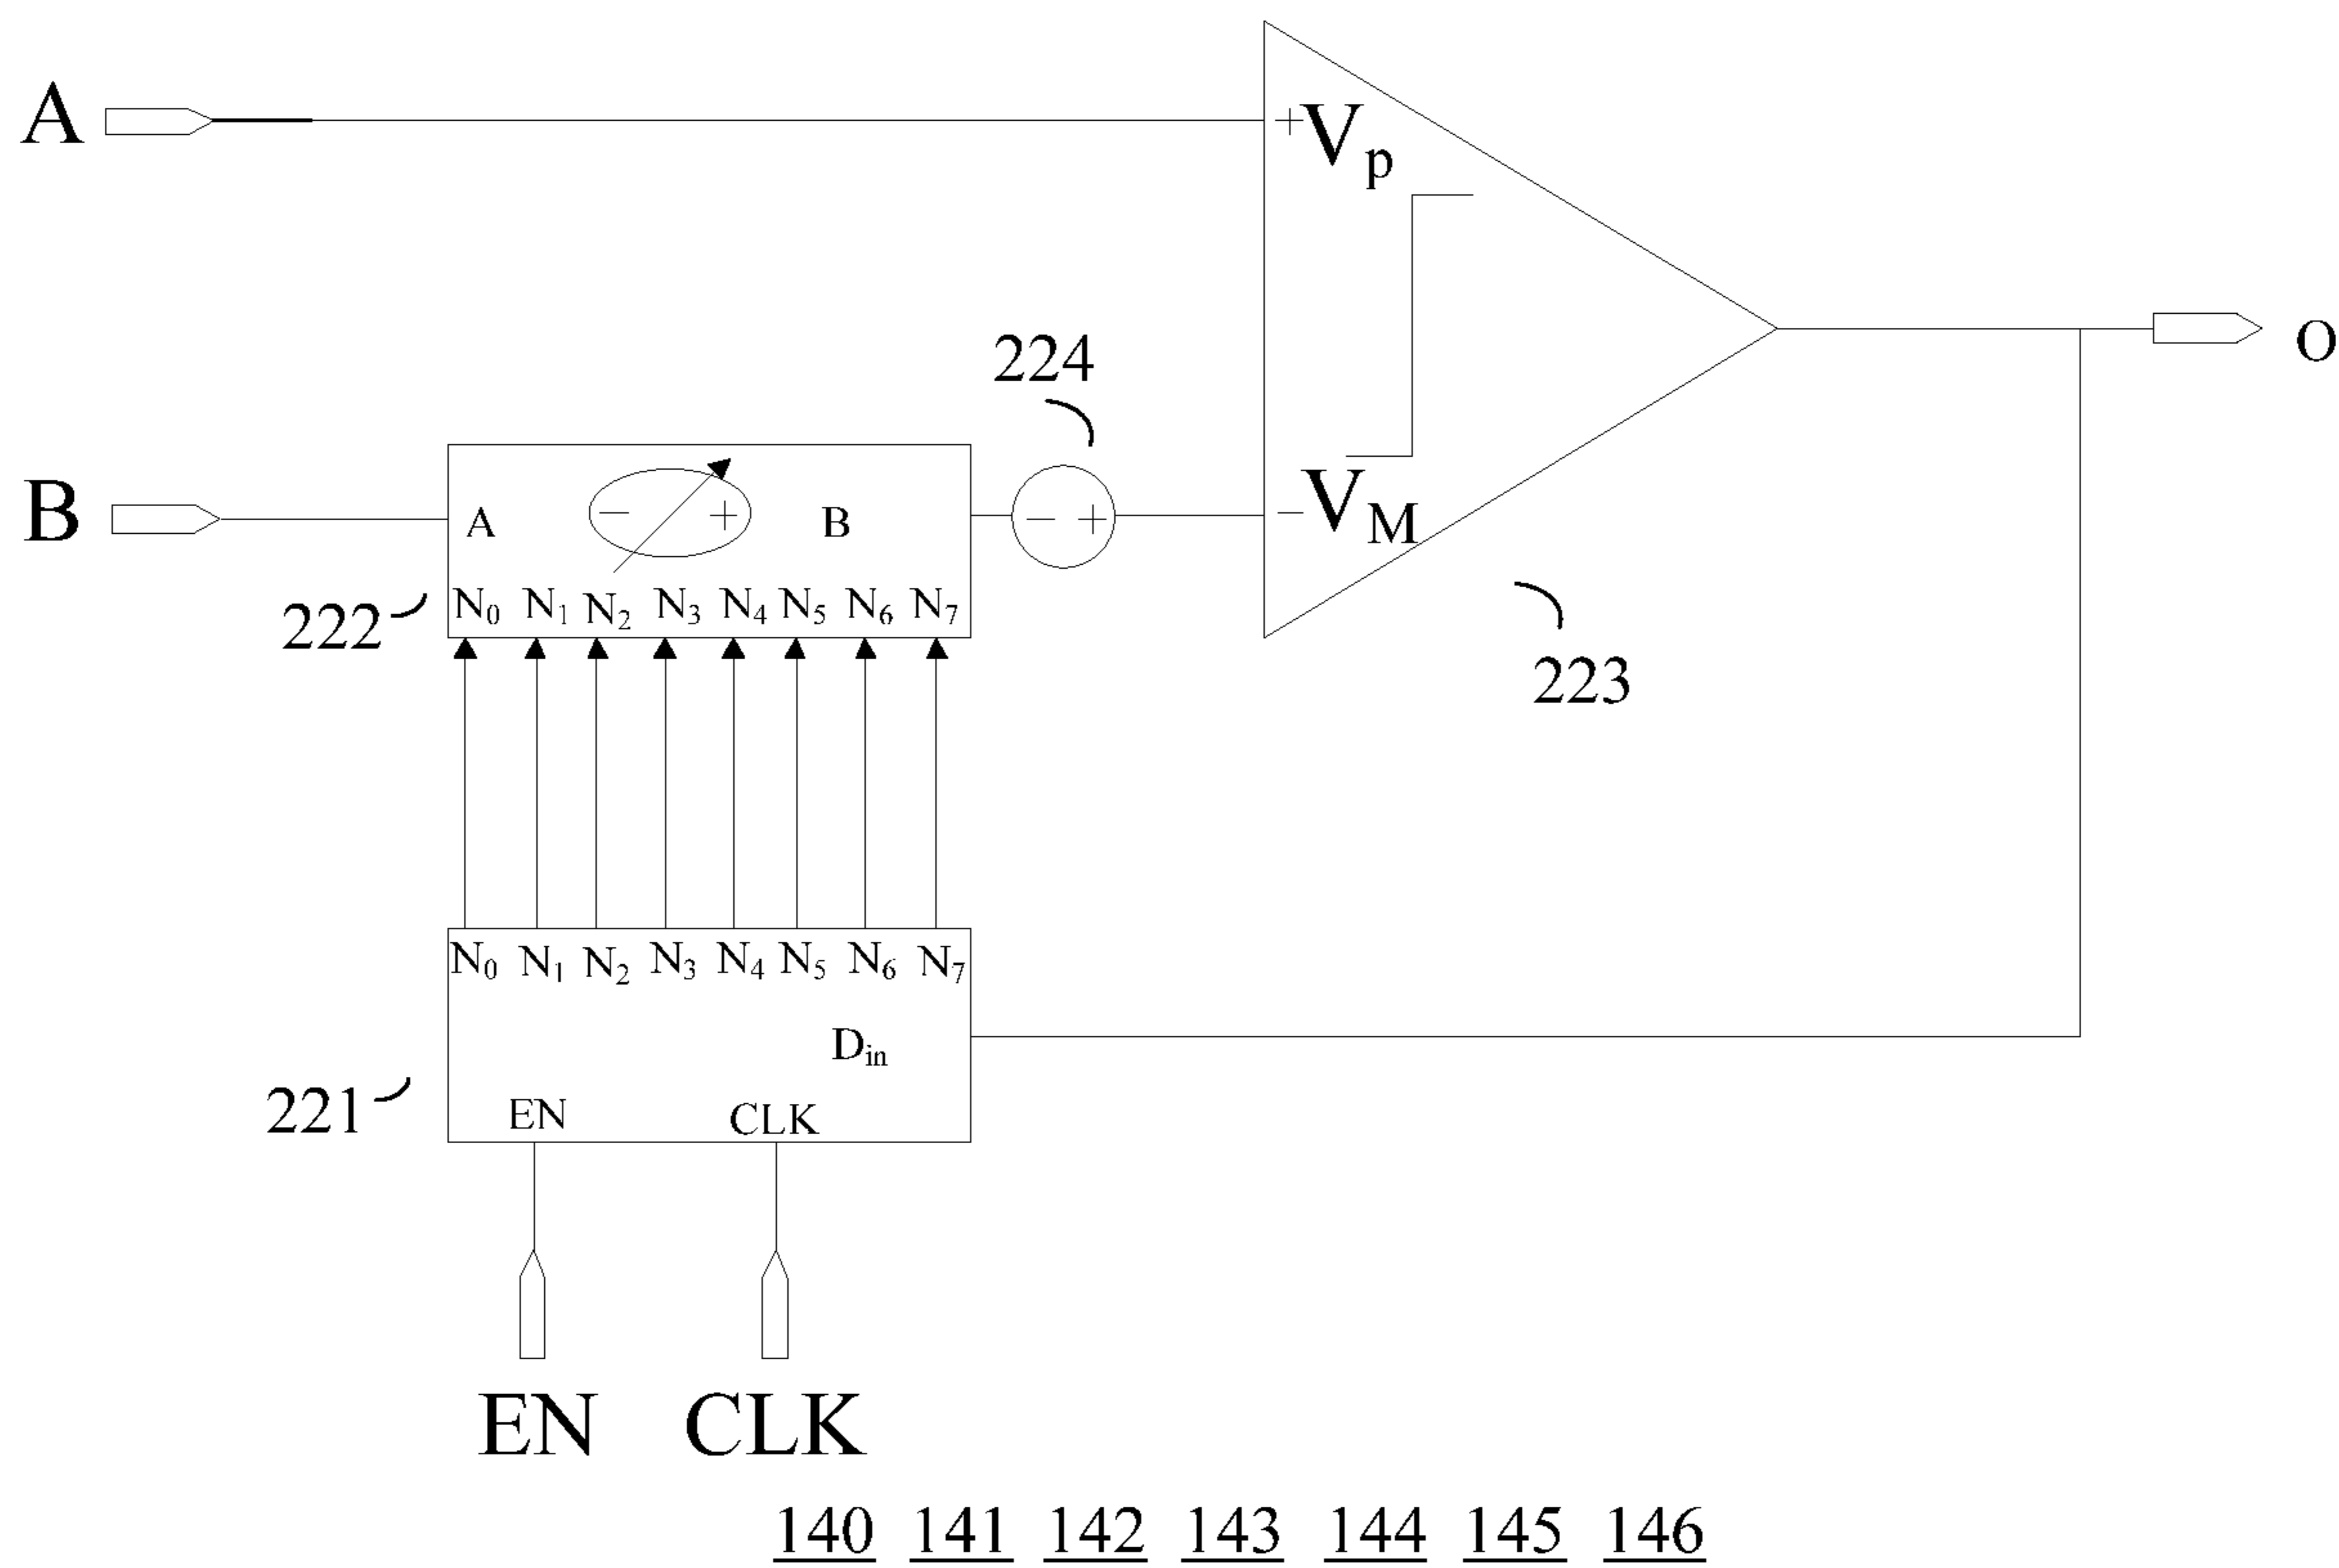 A
+Vp
O
224
B
A − + B
− +
−VM
222
N0 N1 N2 N3 N4 N5 N6 N7
223
N0 N1 N2 N3 N4 N5 N6 N7
Din
221
EN CLK
EN CLK
140 141 142 143 144 145 146